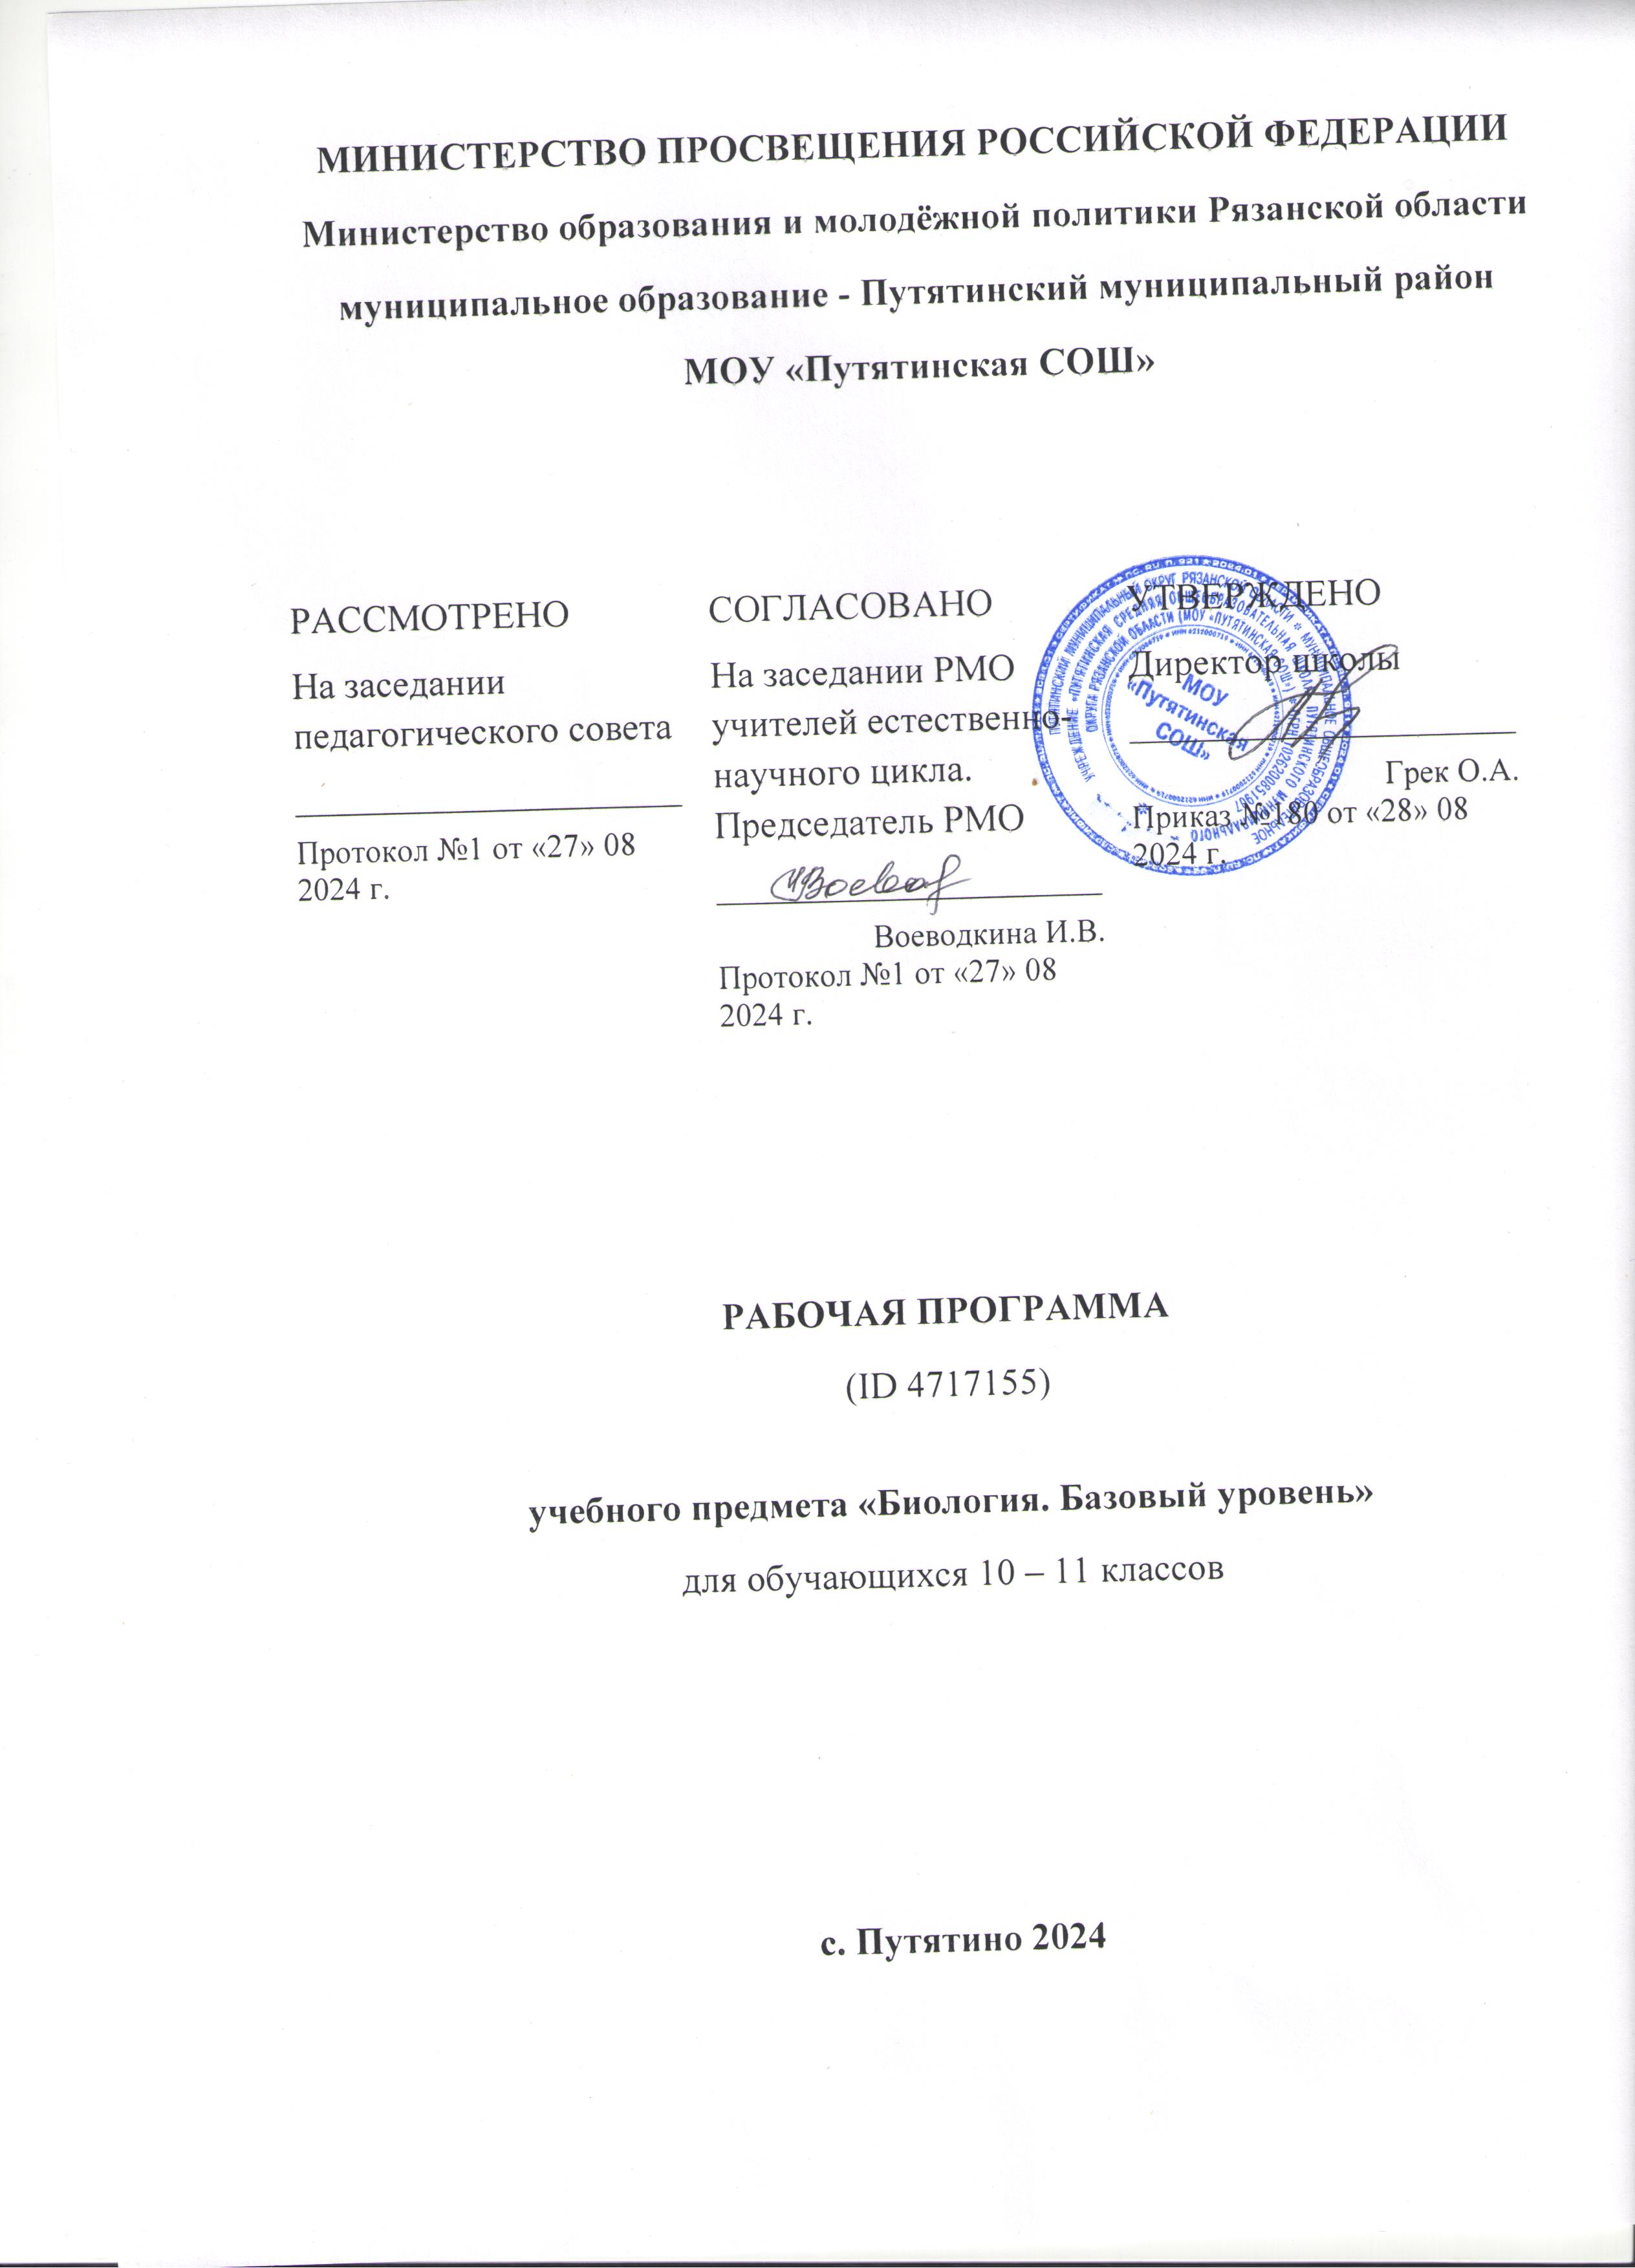 МИНИСТЕРСТВО ПРОСВЕЩЕНИЯ РОССИЙСКОЙ ФЕДЕРАЦИИ
Министерство образования и молодёжной политики Рязанской области
муниципальное образование - Путятинский муниципальный район
МОУ «Путятинская СОШ»
РАССМОТРЕНО
На заседании
педагогического совета
Протокол №1 от «27» 08
2024 г.
СОГЛАСОВАНО
На заседании РМО
учителей естественно-
научного цикла.
Председатель РМО
Воеводкина И.В.
Протокол №1 от «27» 08
2024 г.
УТВЕРЖДЕНО
Директор школы
Грек О.А.
Приказ №180 от «28» 08
2024 г.
МОУ
«Путятинская
СОШ»
РАБОЧАЯ ПРОГРАММА
(ID 4717155)
учебного предмета «Биология. Базовый уровень»
для обучающихся 10 – 11 классов
с. Путятино 2024